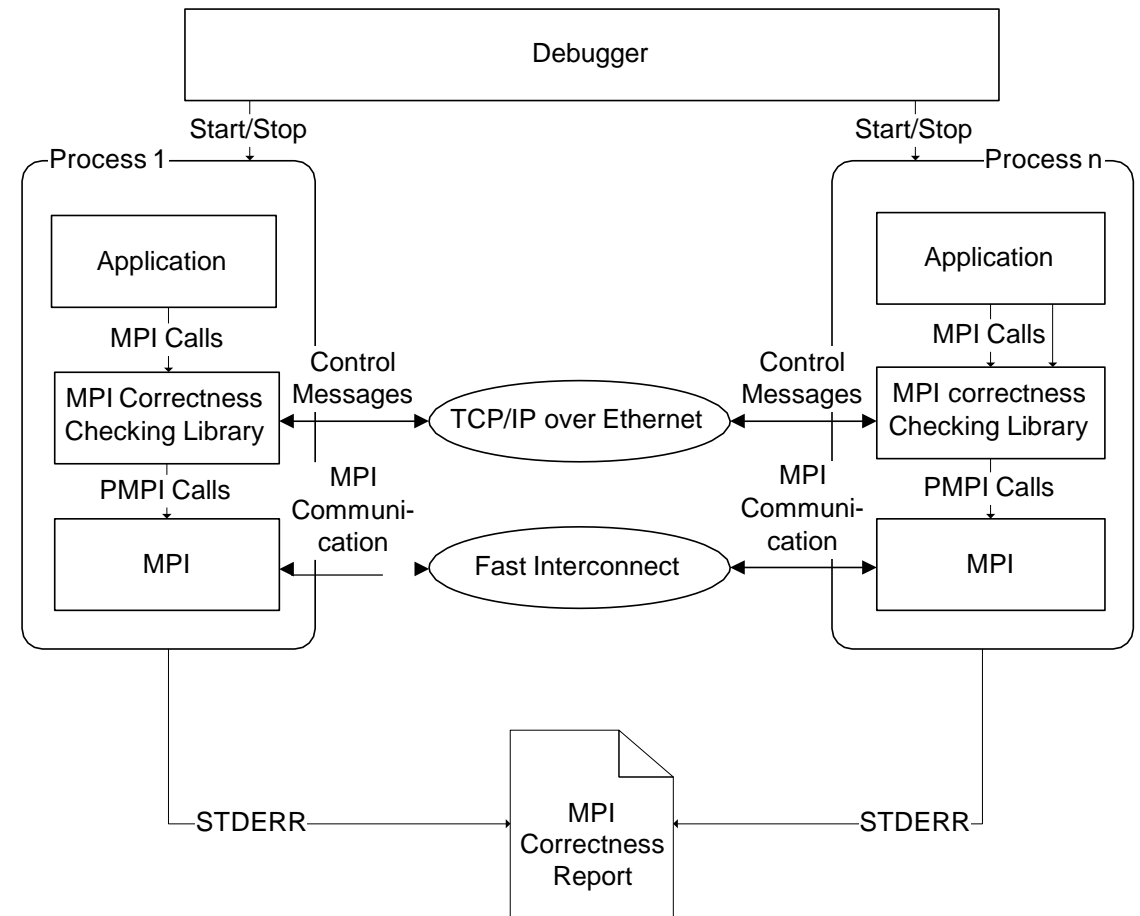 Debugger
Start/Stop
Start/Stop
Process 1
Process n
Application
Application
MPI Calls
MPI Calls
Control
Messages
Control
Messages
MPI Correctness
Checking Library
TCP/IP over Ethernet
MPI correctness
Checking Library
PMPI Calls
MPI
Communi-
cation
MPI
Communi-
cation
PMPI Calls
MPI
Fast Interconnect
MPI
STDERR
MPI
Correctness
Report
STDERR